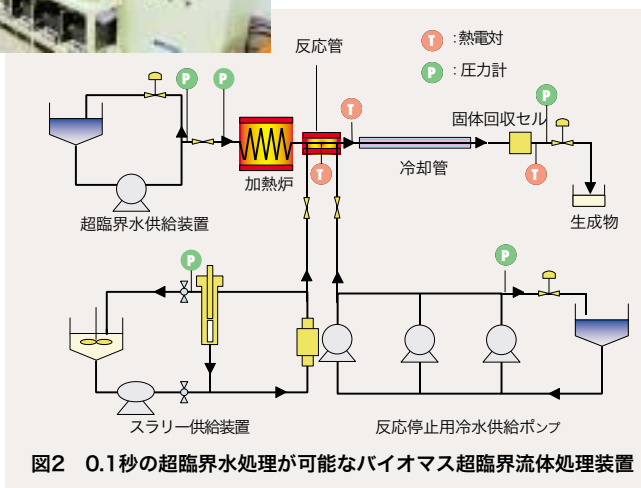 反応管
T :熱電対
P :圧力計
P
P
T
固体回収セル
P
加熱炉
T
冷却管
T
超臨界水供給装置
生成物
P
P
スラリー供給装置
反応停止用冷水供給ポンプ
図2 0.1秒の超臨界水処理が可能なバイオマス超臨界流体処理装置